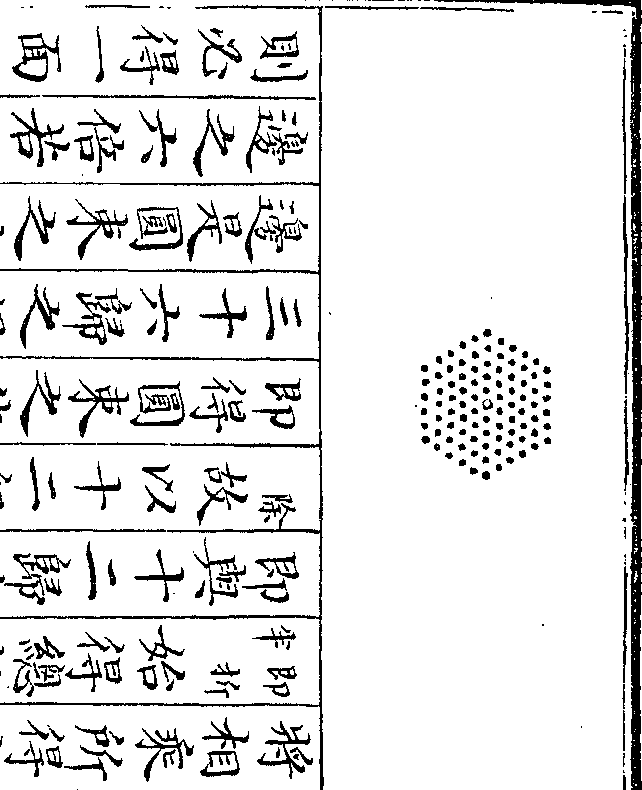 將相乘所得
即折半始得總
即與十二歸
除故以十二
即得圓束之
三十六歸之
邊是圓束之
邊之六倍若
則必得一面